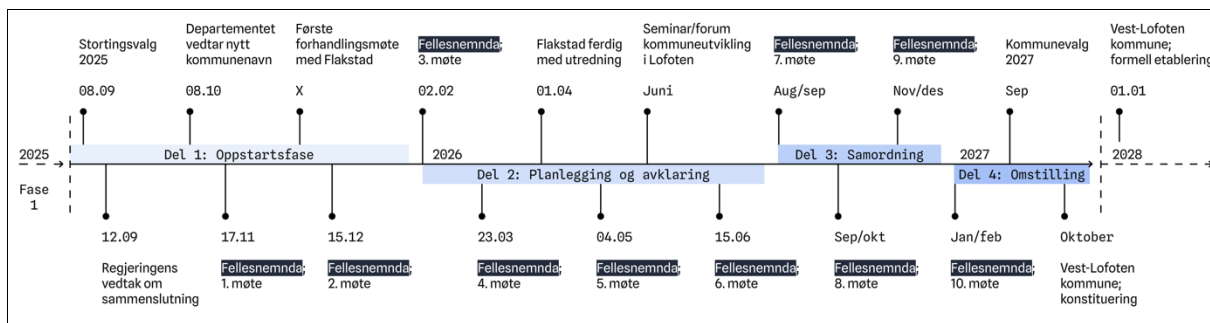 Stortingsvalg
2025
08.09
Departementet
vedtar nytt
kommunenavn
08.10
Første
forhandlingsmøte
med Flakstad
X
Fellesnemnda;
3. møte
02.02
Flakstad ferdig
med utredning
01.04
Seminar/forum
kommuneutvikling
i Lofoten
Juni
Fellesnemnda;
7. møte
Aug/sep
Fellesnemnda;
9. møte
Nov/des
Kommunevalg
2027
Sep
Vest-Lofoten
kommune;
formell etablering
01.01
2025
Del 1: Oppstartsfase
2026
Del 3: Samordning
2027
2028
Fase
1
Del 2: Planlegging og avklaring
Del 4: Omstilling
12.09
Regjeringens
vedtak om
sammenslutning
17.11
Fellesnemnda;
1. møte
15.12
Fellesnemnda;
2. møte
23.03
Fellesnemnda;
4. møte
04.05
Fellesnemnda;
5. møte
15.06
Fellesnemnda;
6. møte
Sep/okt
Fellesnemnda;
8. møte
Jan/feb
Fellesnemnda;
10. møte
Oktober
Vest-Lofoten
kommune;
konstituering